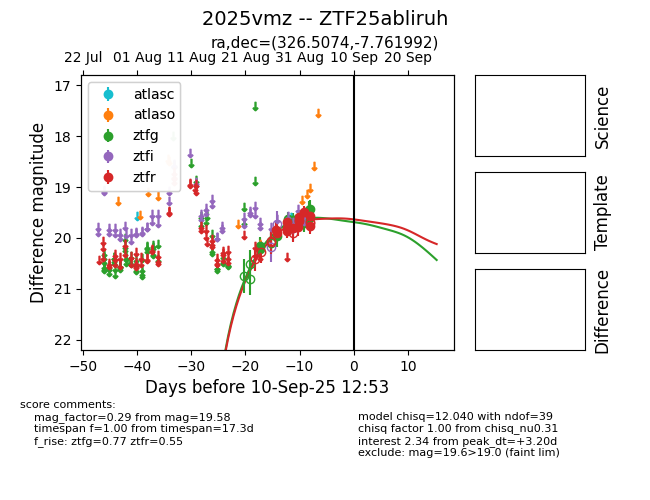 2025vmz -- ZTF25abliruh
ra,dec=(326.5074,-7.761992)
22 Jul 01 Aug 11 Aug 21 Aug 31 Aug 10 Sep 20 Sep
17
18
19
20
21
22
Difference magnitude
atlasc
atlaso
ztfg
ztfi
ztfr
−50 −40 −30 −20 −10 0 10
Days before 10-Sep-25 12:53
Science
Template
Difference
score comments:
mag_factor=0.29 from mag=19.58
timespan f=1.00 from timespan=17.3d
f_rise: ztfg=0.77 ztfr=0.55
model chisq=12.040 with ndof=39
chisq factor 1.00 from chisq_nu0.31
interest 2.34 from peak_dt=+3.20d
exclude: mag=19.6>19.0 (faint lim)